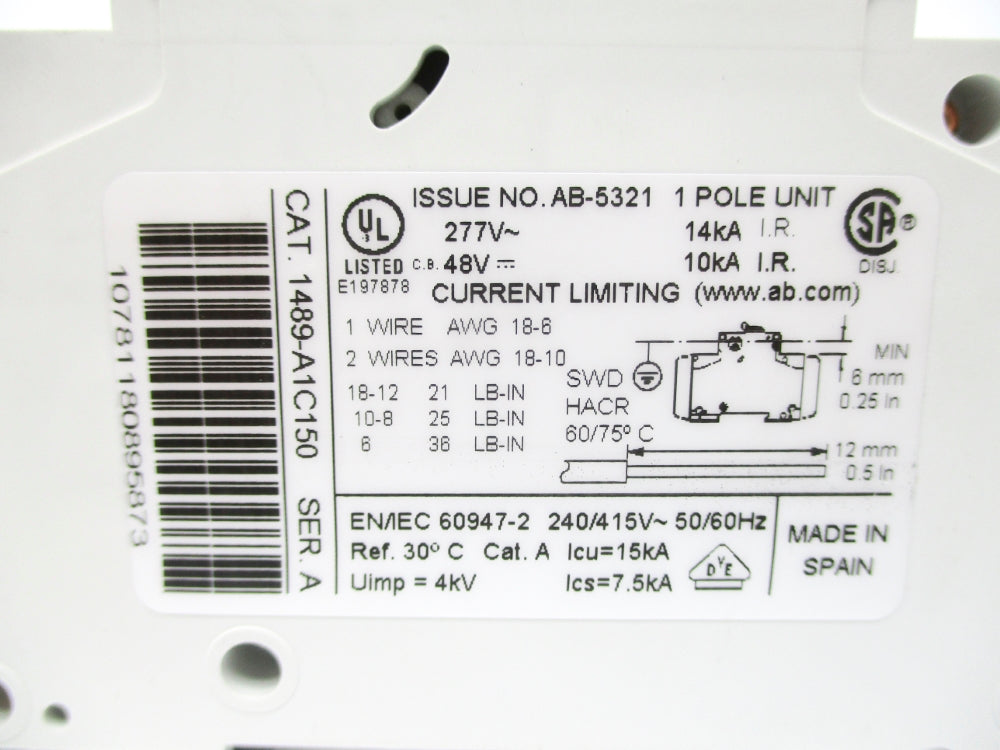 10781180895873
CAT. 1489-A1C150 SER. A
UL
LISTED C.B.
E197878
ISSUE NO. AB-5321 1 POLE UNIT
277V~ 14kA I.R.
48V⎓ 10kA I.R.
SA®
DISJ.
CURRENT LIMITING (www.ab.com)
1 WIRE AWG 18-6
2 WIRES AWG 18-10
18-12 21 LB-IN
10-8 25 LB-IN
6 36 LB-IN
SWD
HACR
60/75° C
MIN
6 mm
0.25 In
12 mm
0.5 In
EN/IEC 60947-2 240/415V~ 50/60Hz
Ref. 30° C Cat. A Icu=15kA
Uimp = 4kV Ics=7.5kA
DVE
MADE IN
SPAIN